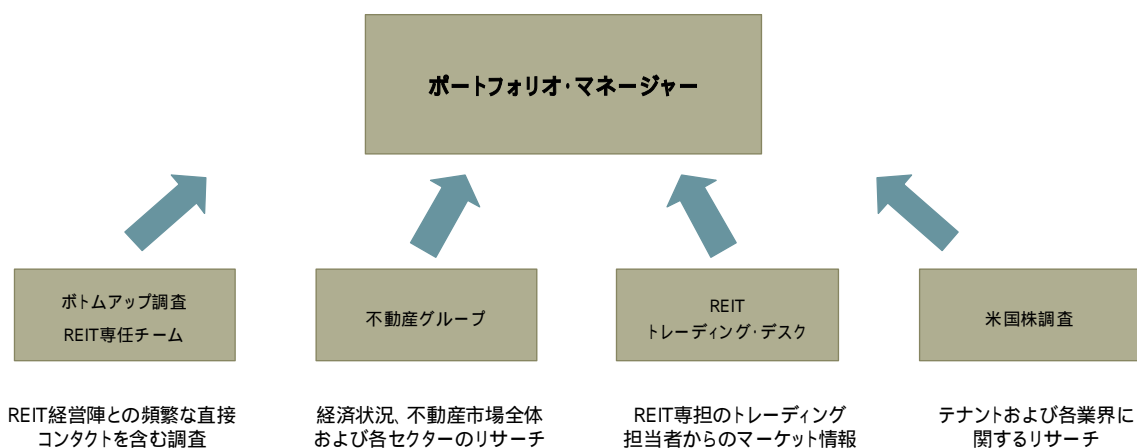 ポートフォリオ・マネージャー
ボトムアップ調査
REIT専任チーム
不動産グループ
REIT
トレーディング・デスク
米国株調査
REIT経営陣との頻繁な直接
コンタクトを含む調査
経済状況、不動産市場全体
および各セクターのリサーチ
REIT専担のトレーディング
担当者からのマーケット情報
テナントおよび各業界に
関するリサーチ